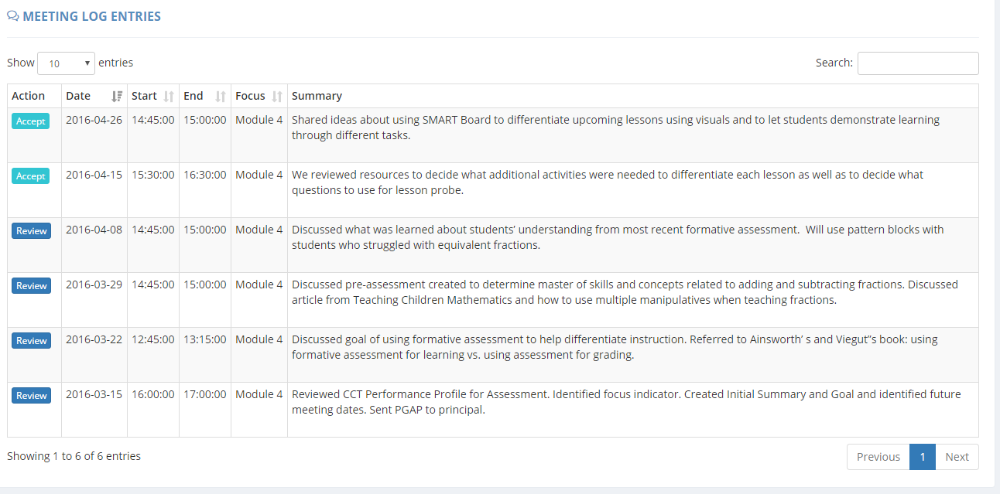 MEETING LOG ENTRIES
Show 10 entries Search:
Action Date Start End Focus Summary
Accept 2016-04-26 14:45:00 15:00:00 Module 4 Shared ideas about using SMART Board to differentiate upcoming lessons using visuals and to let students demonstrate learning
through different tasks.
Accept 2016-04-15 15:30:00 16:30:00 Module 4 We reviewed resources to decide what additional activities were needed to differentiate each lesson as well as to decide what
questions to use for lesson probe.
Review 2016-04-08 14:45:00 15:00:00 Module 4 Discussed what was learned about students’ understanding from most recent formative assessment.  Will use pattern blocks with
students who struggled with equivalent fractions.
Review 2016-03-29 14:45:00 15:00:00 Module 4 Discussed pre-assessment created to determine master of skills and concepts related to adding and subtracting fractions. Discussed
article from Teaching Children Mathematics and how to use multiple manipulatives when teaching fractions.
Review 2016-03-22 12:45:00 13:15:00 Module 4 Discussed goal of using formative assessment to help differentiate instruction. Referred to Ainsworth’ s and Viegut”s book: using
formative assessment for learning vs. using assessment for grading.
Review 2016-03-15 16:00:00 17:00:00 Module 4 Reviewed CCT Performance Profile for Assessment. Identified focus indicator. Created Initial Summary and Goal and identified future
meeting dates. Sent PGAP to principal.
Showing 1 to 6 of 6 entries Previous 1 Next